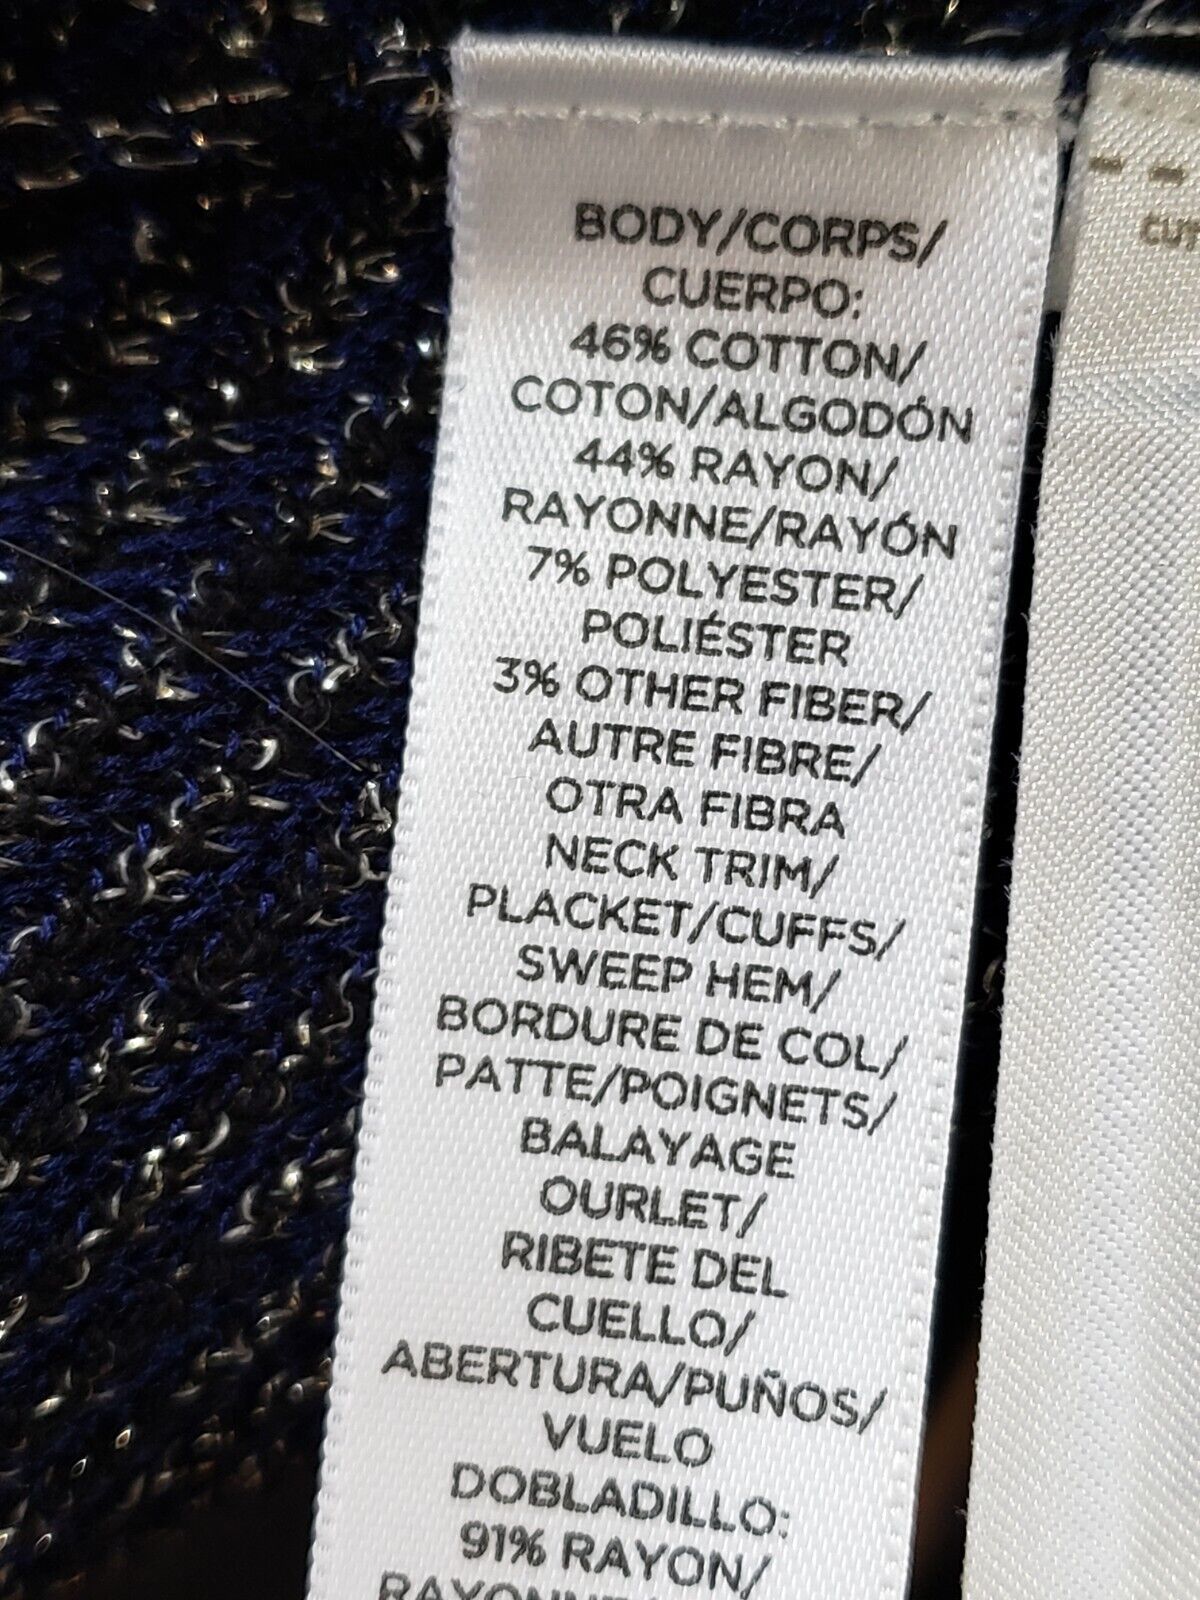 BODY/CORPS/
CUERPO:
46% COTTON/
COTON/ALGODÓN
44% RAYON/
RAYONNE/RAYÓN
7% POLYESTER/
POLIÉSTER
3% OTHER FIBER/
AUTRE FIBRE/
OTRA FIBRA
NECK TRIM/
PLACKET/CUFFS/
SWEEP HEM/
BORDURE DE COL/
PATTE/POIGNETS/
BALAYAGE
OURLET/
RIBETE DEL
CUELLO/
ABERTURA/PUÑOS/
VUELO
DOBLADILLO:
91% RAYON/